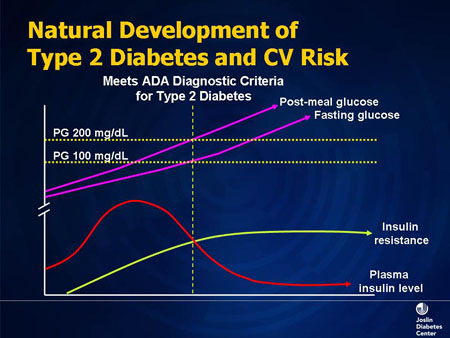 Natural Development of
Type 2 Diabetes and CV Risk
Meets ADA Diagnostic Criteria
for Type 2 Diabetes
Post-meal glucose
Fasting glucose
PG 200 mg/dL
PG 100 mg/dL
Insulin
resistance
Plasma
insulin level
Joslin
Diabetes
Center